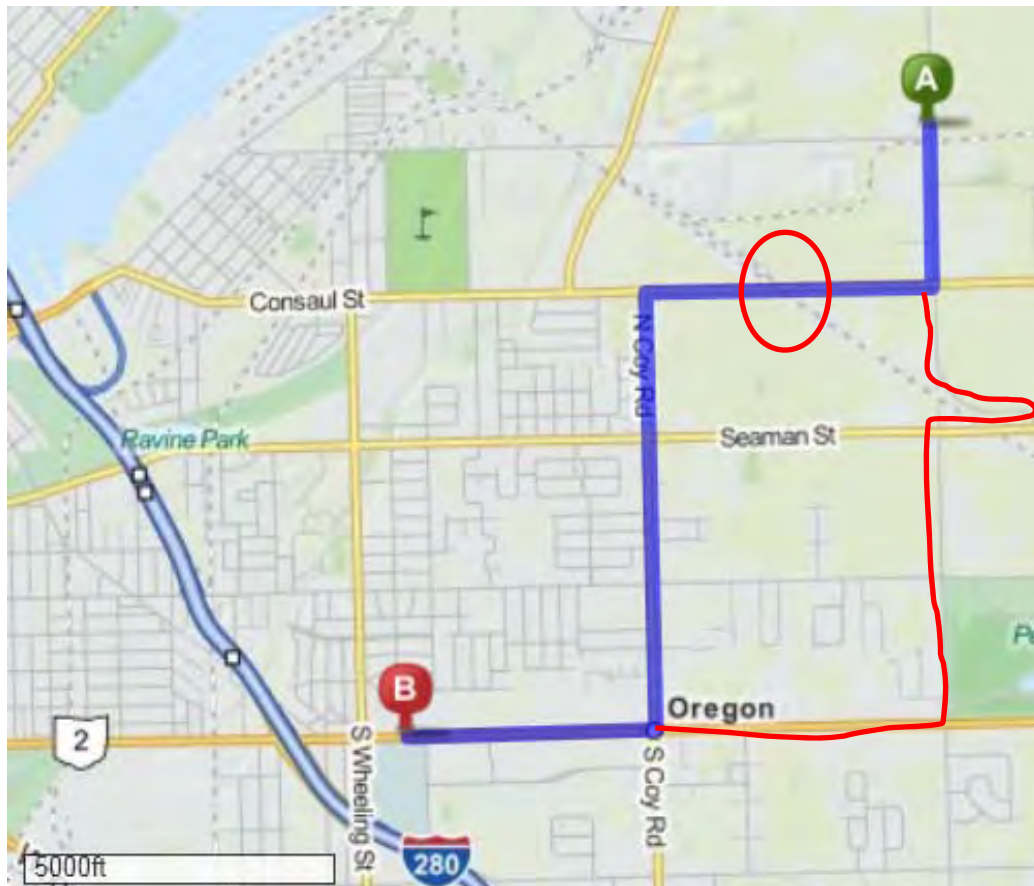 A
Consaul St
N Coy Rd
Ravine Park
Seaman St
B
Oregon
2
S Wheeling St
S Coy Rd
5000ft
280